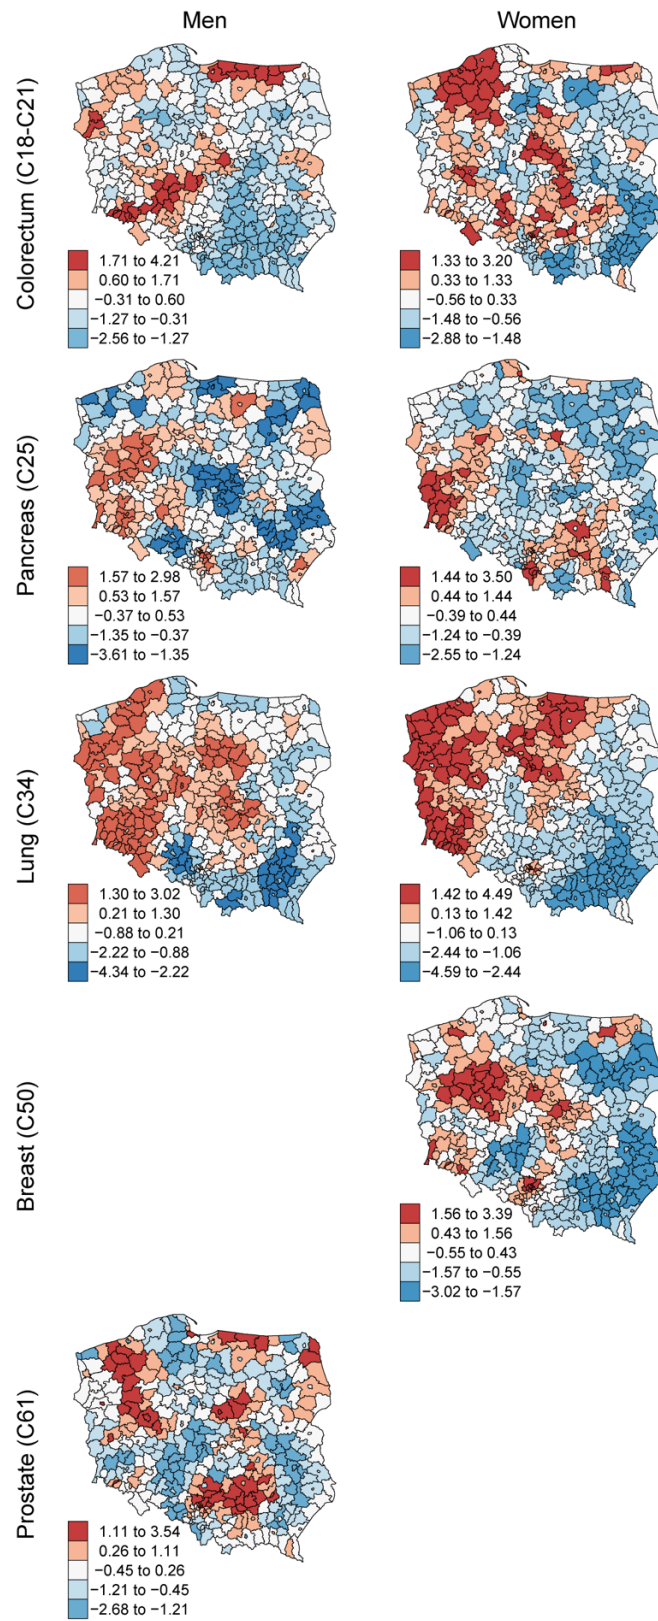 Men
Women
Colorectum (C18-C21)
1.71 to 4.21
0.60 to 1.71
−0.31 to 0.60
−1.27 to −0.31
−2.56 to −1.27
1.33 to 3.20
0.33 to 1.33
−0.56 to 0.33
−1.48 to −0.56
−2.88 to −1.48
Pancreas (C25)
1.57 to 2.98
0.53 to 1.57
−0.37 to 0.53
−1.35 to −0.37
−3.61 to −1.35
1.44 to 3.50
0.44 to 1.44
−0.39 to 0.44
−1.24 to −0.39
−2.55 to −1.24
Lung (C34)
1.30 to 3.02
0.21 to 1.30
−0.88 to 0.21
−2.22 to −0.88
−4.34 to −2.22
1.42 to 4.49
0.13 to 1.42
−1.06 to 0.13
−2.44 to −1.06
−4.59 to −2.44
Breast (C50)
1.56 to 3.39
0.43 to 1.56
−0.55 to 0.43
−1.57 to −0.55
−3.02 to −1.57
Prostate (C61)
1.11 to 3.54
0.26 to 1.11
−0.45 to 0.26
−1.21 to −0.45
−2.68 to −1.21